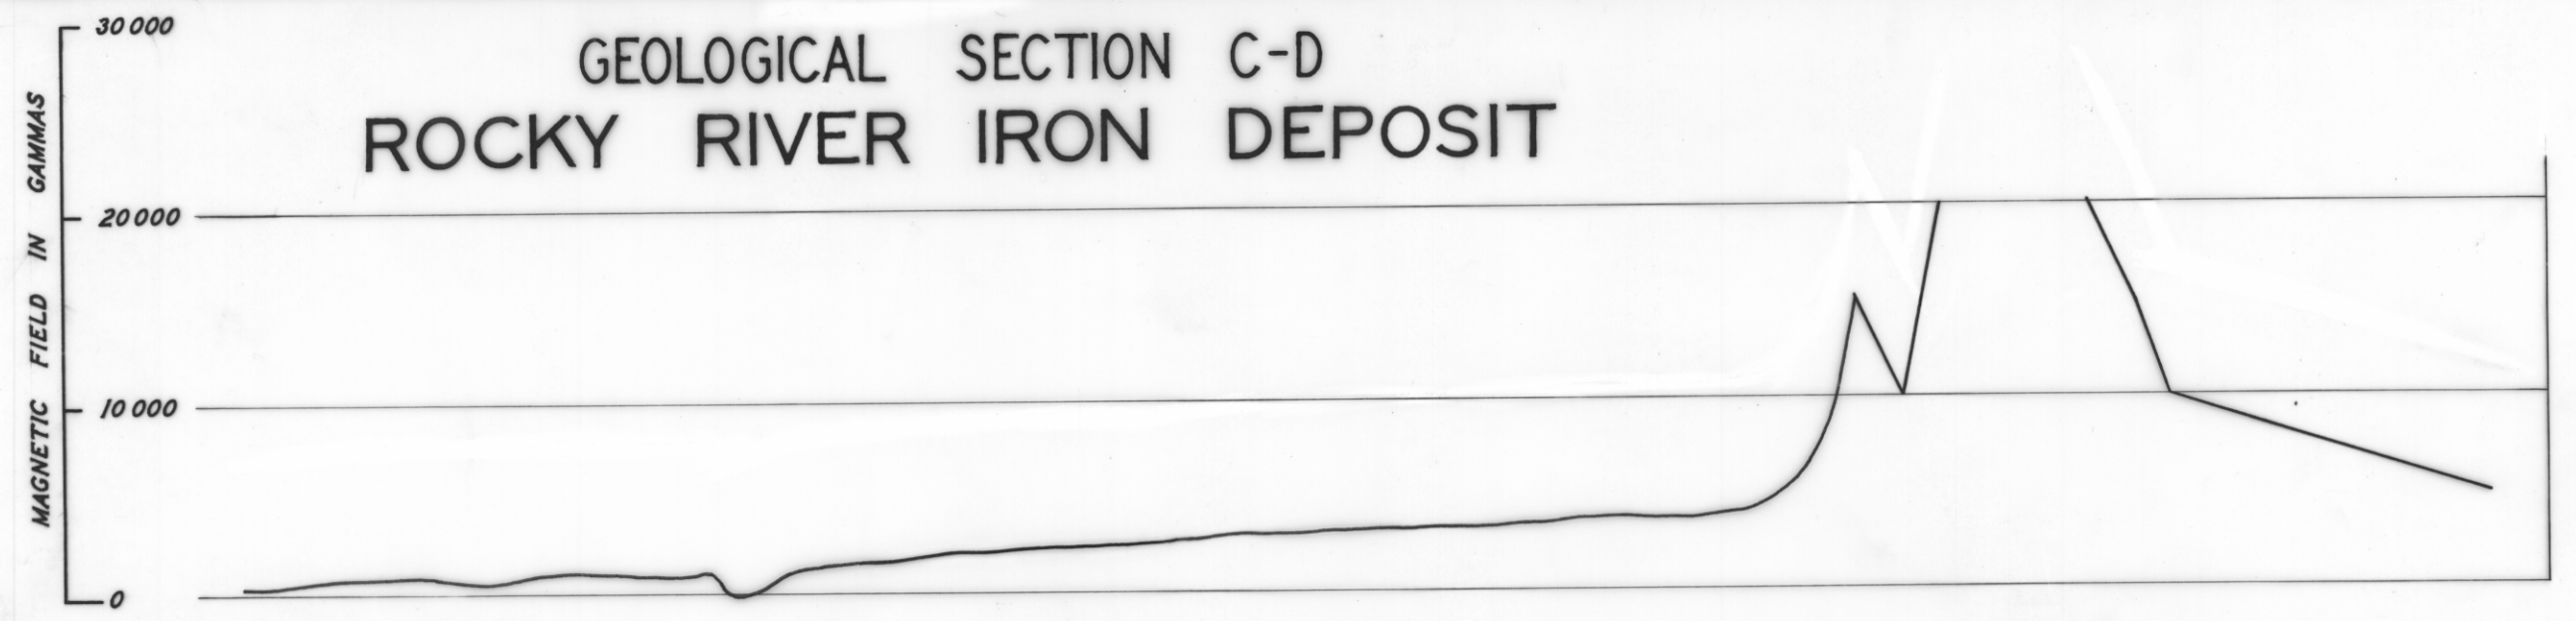 GEOLOGICAL SECTION C-D
ROCKY RIVER IRON DEPOSIT
MAGNETIC FIELD IN GAMMAS
30 000
20 000
10 000
0